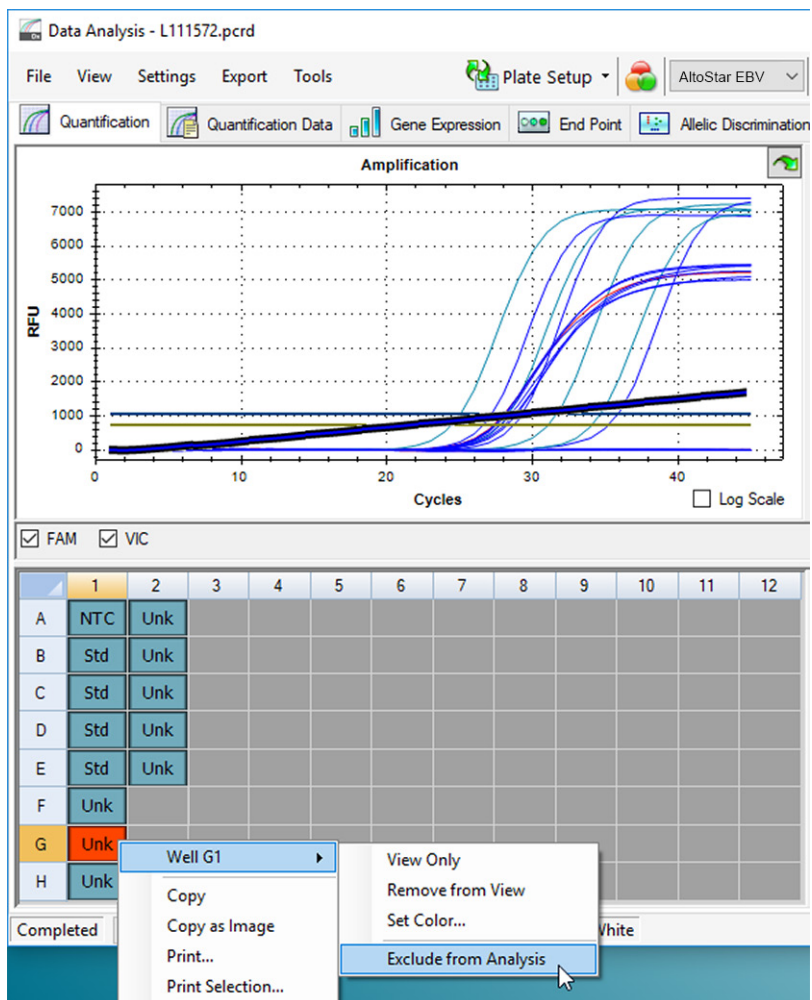 Data Analysis - L111572.pcrd
File View Settings Export Tools Plate Setup AltoStar EBV
Quantification Quantification Data Gene Expression End Point Allelic Discrimination
Amplification
7000
6000
5000
4000
3000
2000
1000
0
RFU
0 10 20 30 40
Cycles
Log Scale
FAM VIC
1 2 3 4 5 6 7 8 9 10 11 12
A NTC Unk
B Std Unk
C Std Unk
D Std Unk
E Std Unk
F Unk
G Unk
H Unk
Well G1
Copy
Copy as Image
Print...
Print Selection...
View Only
Remove from View
Set Color...
Exclude from Analysis
Completed